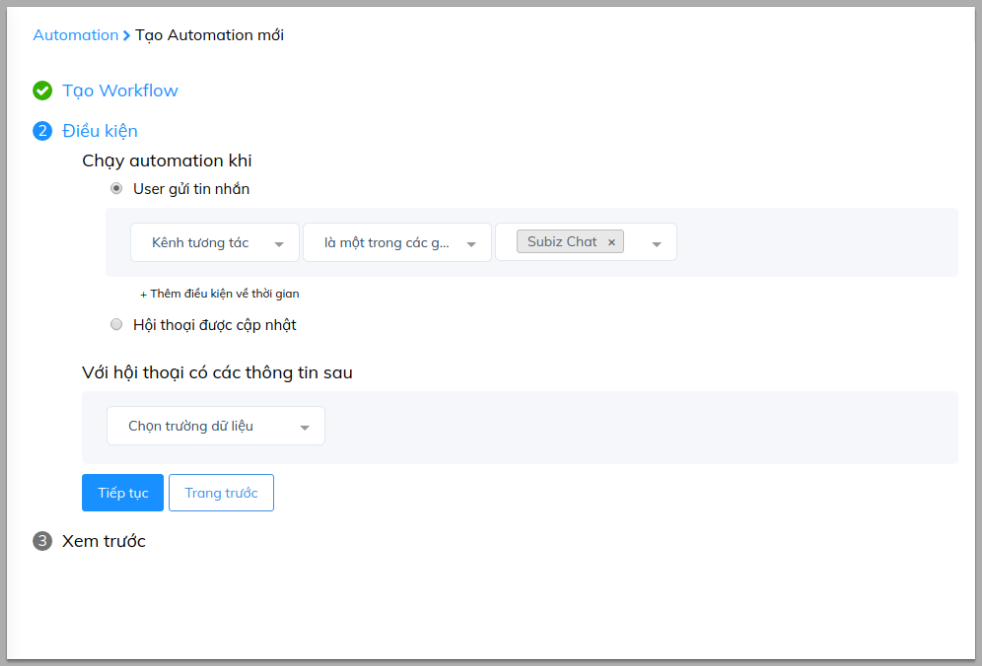 Automation > Tạo Automation mới
Tạo Workflow
2 Điều kiện
Chạy automation khi
User gửi tin nhắn
Kênh tương tác là một trong các g... Subiz Chat ×
+ Thêm điều kiện về thời gian
Hội thoại được cập nhật
Với hội thoại có các thông tin sau
Chọn trường dữ liệu
Tiếp tục Trang trước
3 Xem trước